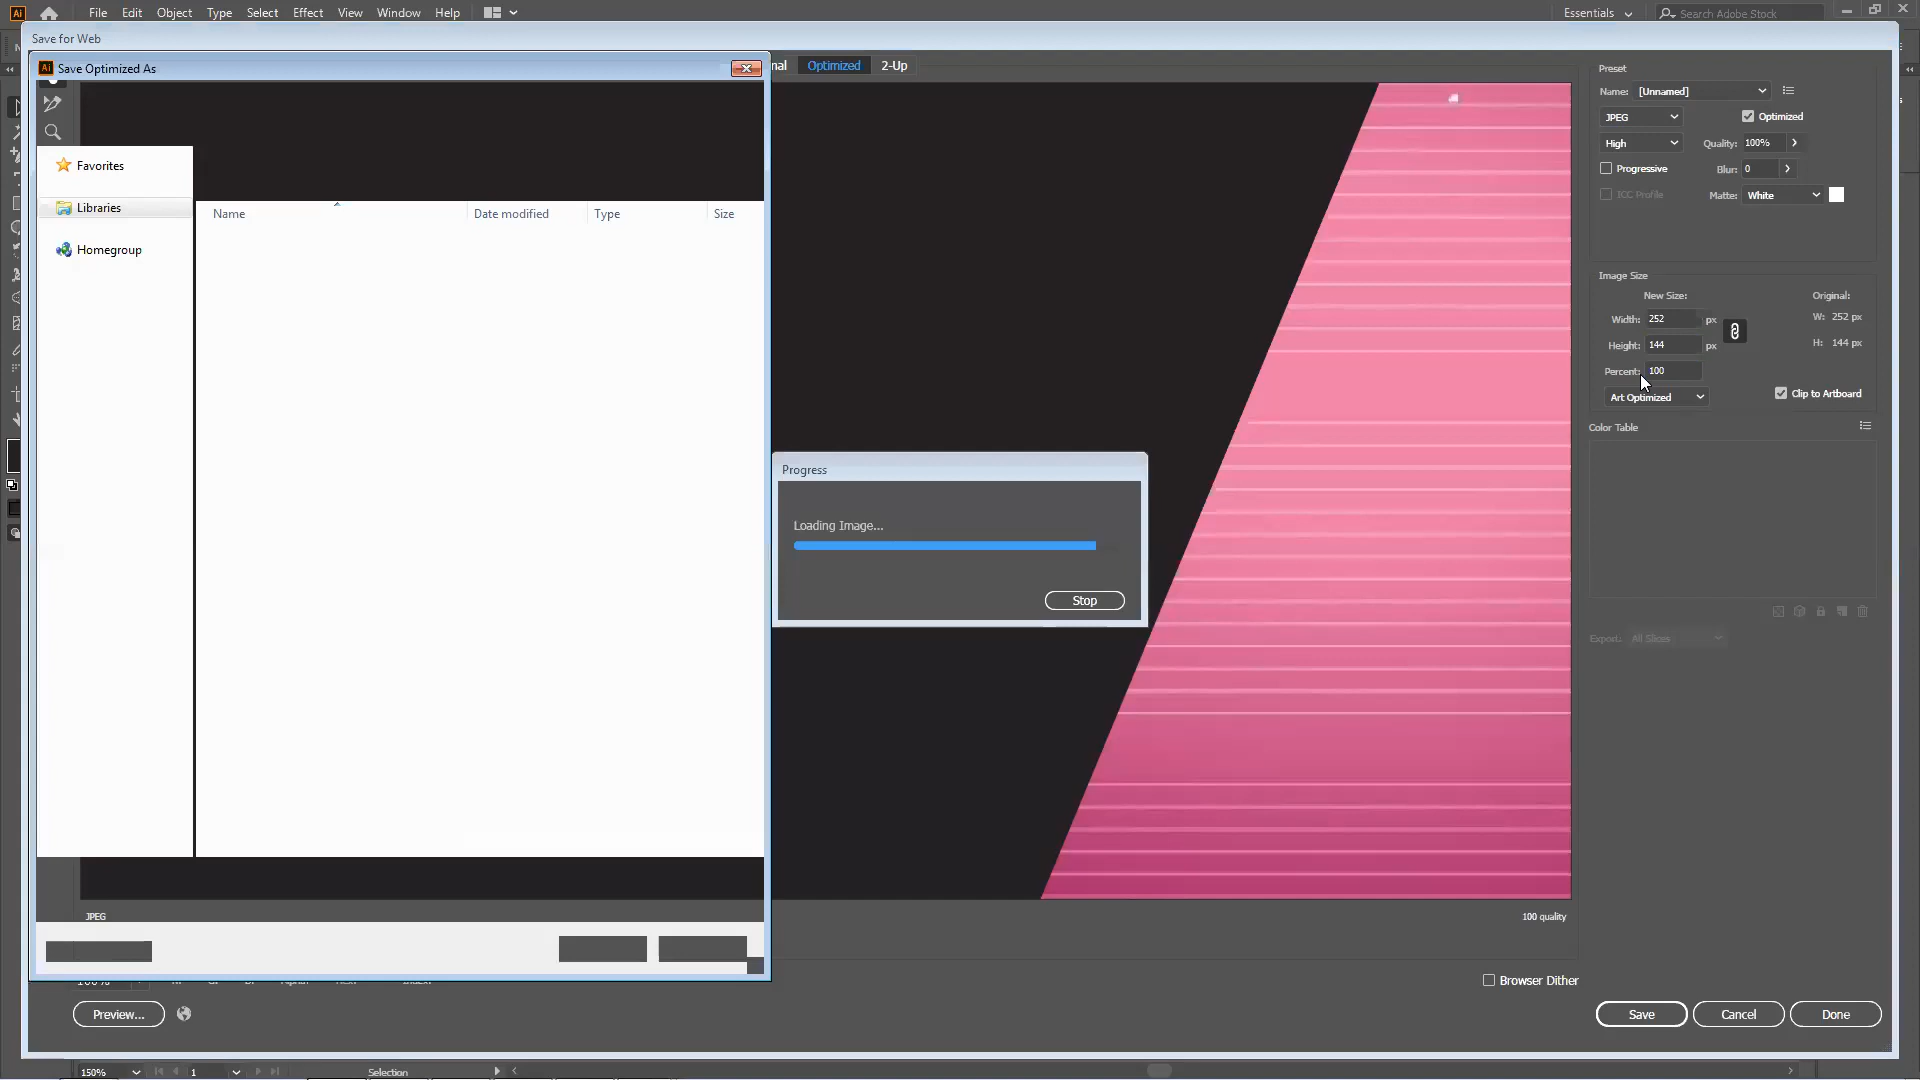 Ai File Edit Object Type Select Effect View Window Help Essentials Search Adobe Stock
Save for Web
Ai Save Optimized As
Optimized 2-Up
Favorites
Libraries
Homegroup
Name Date modified Type Size
Progress
Loading Image...
Stop
Preset
Name: [Unnamed]
JPEG Optimized
High Quality: 100%
Progressive Blur: 0
ICC Profile Matte: White
Image Size
New Size: Original:
Width: 252 px W: 252 px
Height: 144 px H: 144 px
Percent: 100
Art Optimized Clip to Artboard
Color Table
Export: All Slices
JPEG 100 quality
Browser Dither
Preview... Save Cancel Done
150% 1 Selection